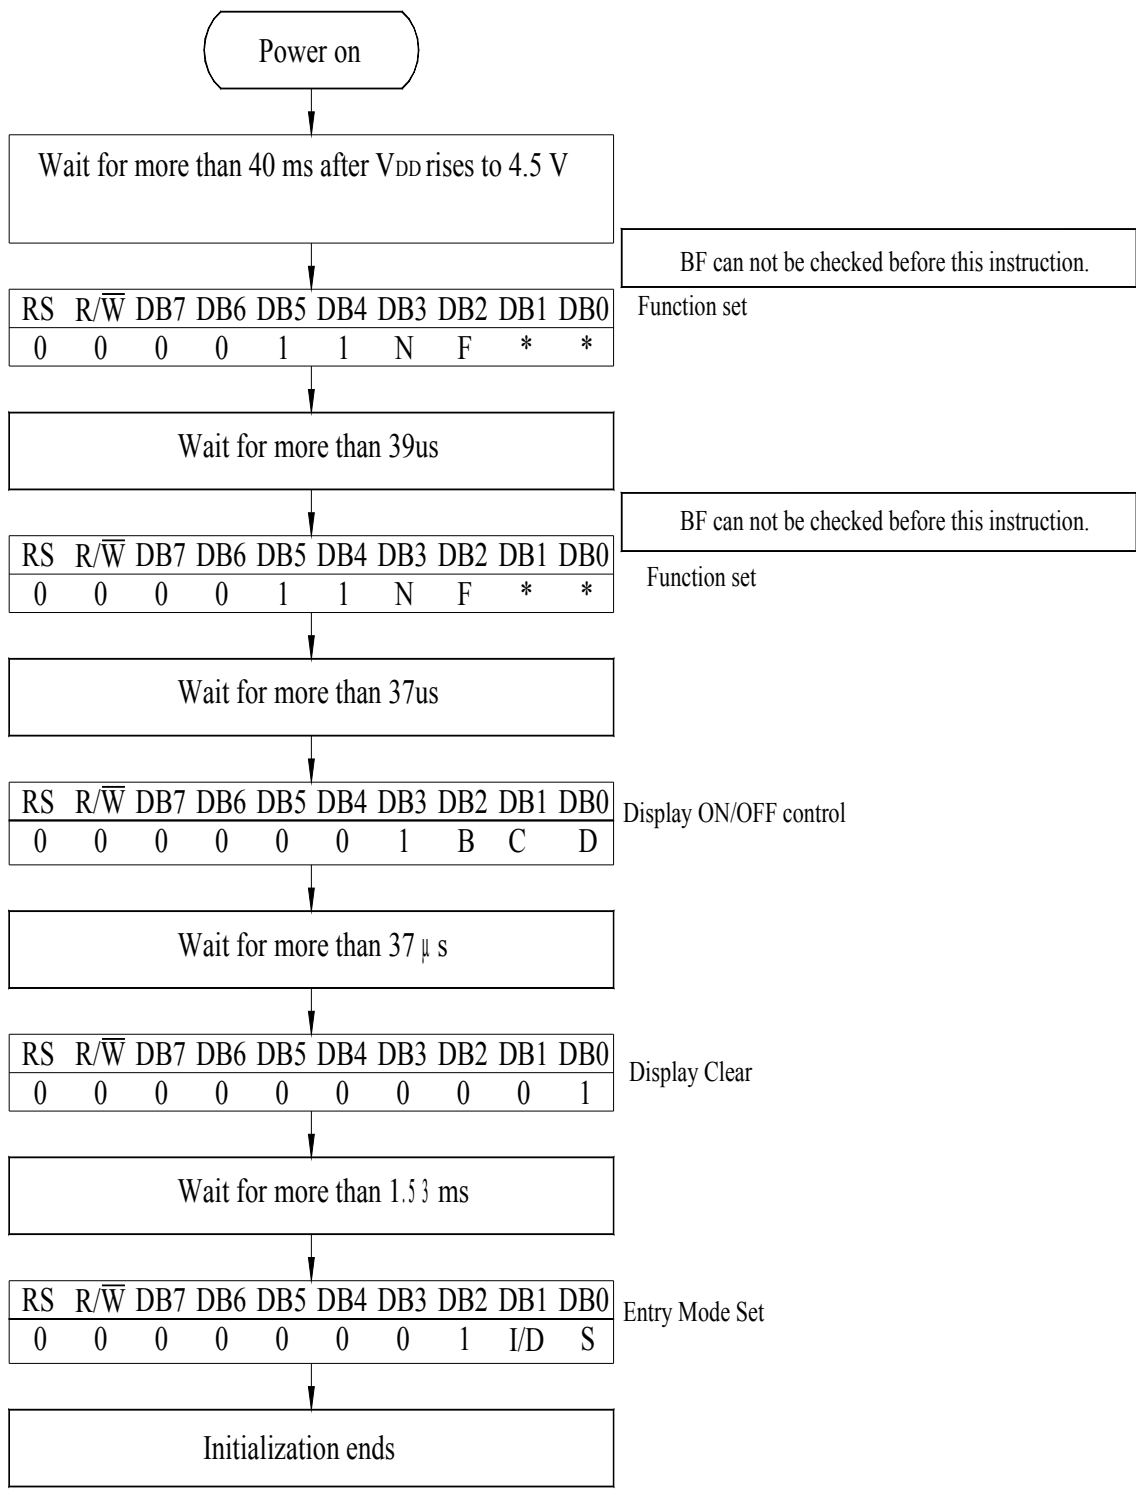 Power on
Wait for more than 40 ms after VDD rises to 4.5 V
BF can not be checked before this instruction.
RS R/W̅ DB7 DB6 DB5 DB4 DB3 DB2 DB1 DB0
Function set
0 0 0 0 1 1 N F * *
Wait for more than 39us
BF can not be checked before this instruction.
RS R/W̅ DB7 DB6 DB5 DB4 DB3 DB2 DB1 DB0
Function set
0 0 0 0 1 1 N F * *
Wait for more than 37us
RS R/W̅ DB7 DB6 DB5 DB4 DB3 DB2 DB1 DB0
Display ON/OFF control
0 0 0 0 0 0 1 B C D
Wait for more than 37 μ s
RS R/W̅ DB7 DB6 DB5 DB4 DB3 DB2 DB1 DB0
Display Clear
0 0 0 0 0 0 0 0 0 1
Wait for more than 1.53 ms
RS R/W̅ DB7 DB6 DB5 DB4 DB3 DB2 DB1 DB0
Entry Mode Set
0 0 0 0 0 0 0 1 I/D S
Initialization ends